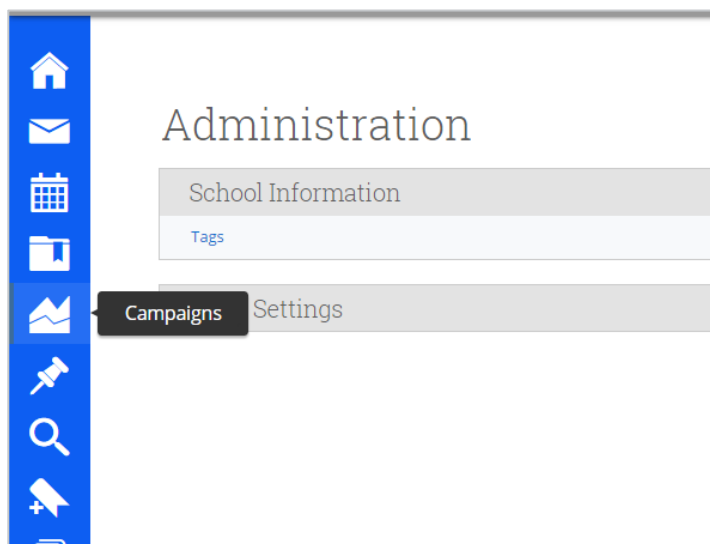 Administration
School Information
Tags
Campaigns
Settings